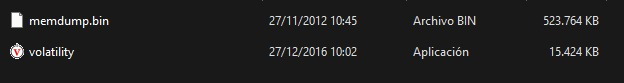 memdump.bin 27/11/2012 10:45 Archivo BIN 523.764 KB
volatility 27/12/2016 10:02 Aplicación 15.424 KB